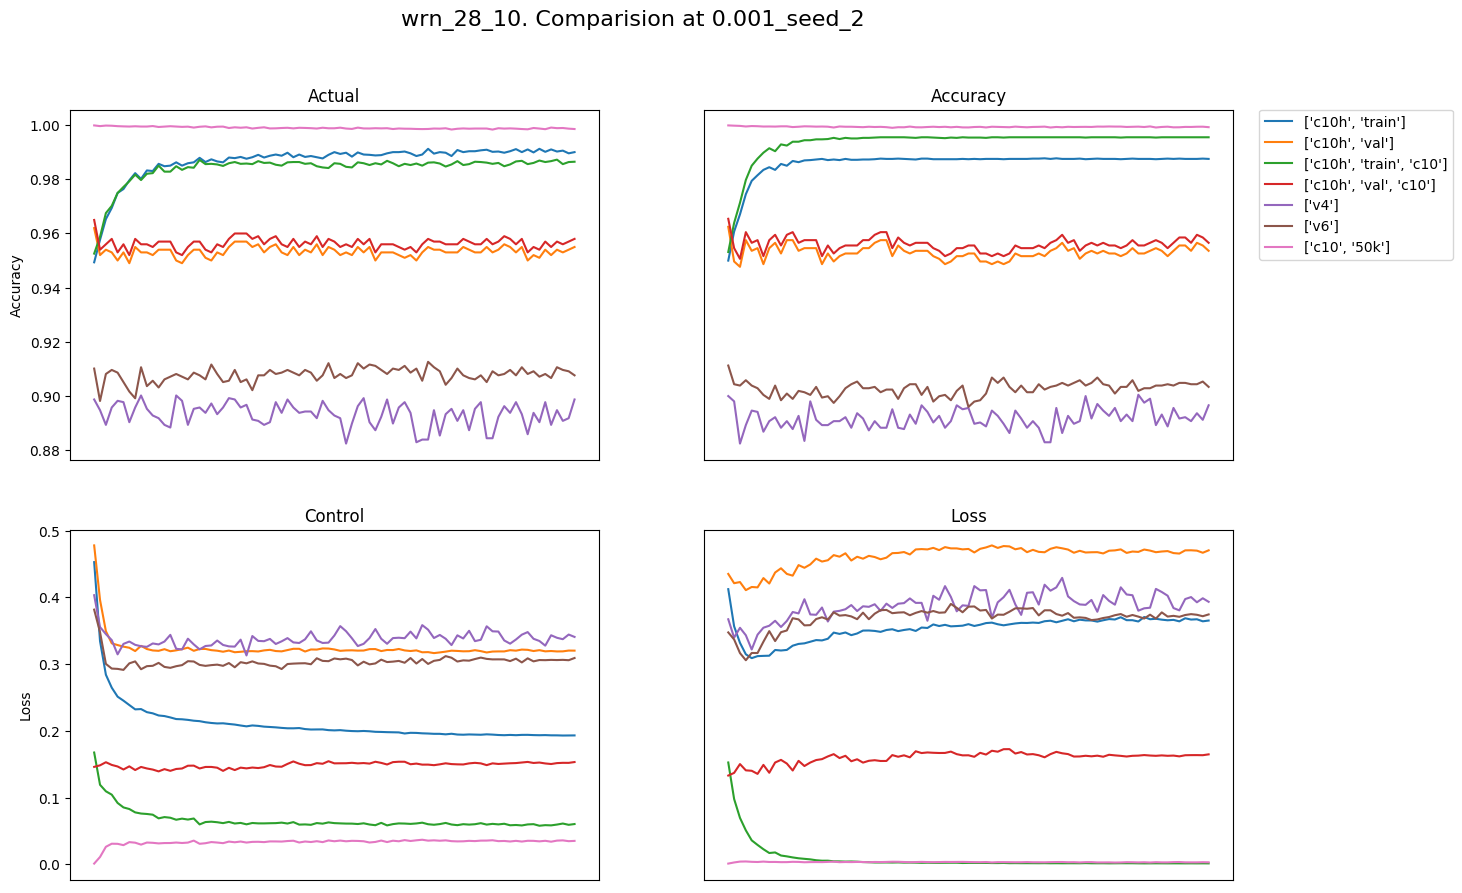 wrn_28_10. Comparision at 0.001_seed_2
Actual
Accuracy
1.00
0.98
0.96
0.94
0.92
0.90
0.88
Accuracy
['c10h', 'train']
['c10h', 'val']
['c10h', 'train', 'c10']
['c10h', 'val', 'c10']
['v4']
['v6']
['c10', '50k']
Control
Loss
0.5
0.4
0.3
0.2
0.1
0.0
Loss